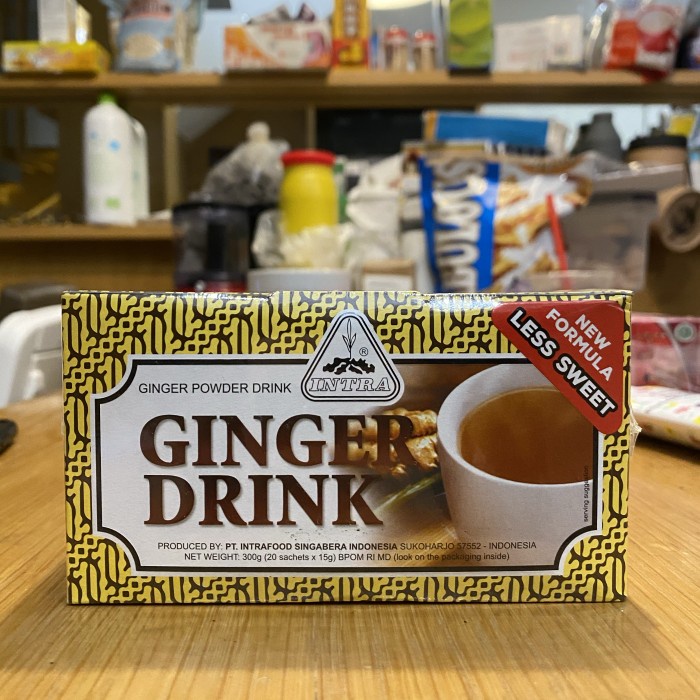 NEW
FORMULA
LESS SWEET
®
INTRA
GINGER POWDER DRINK
GINGER
DRINK
serving suggestion
PRODUCED BY: PT. INTRAFOOD SINGABERA INDONESIA SUKOHARJO 57552 - INDONESIA
NET WEIGHT: 300g (20 sachets x 15g) BPOM RI MD (look on the packaging inside)